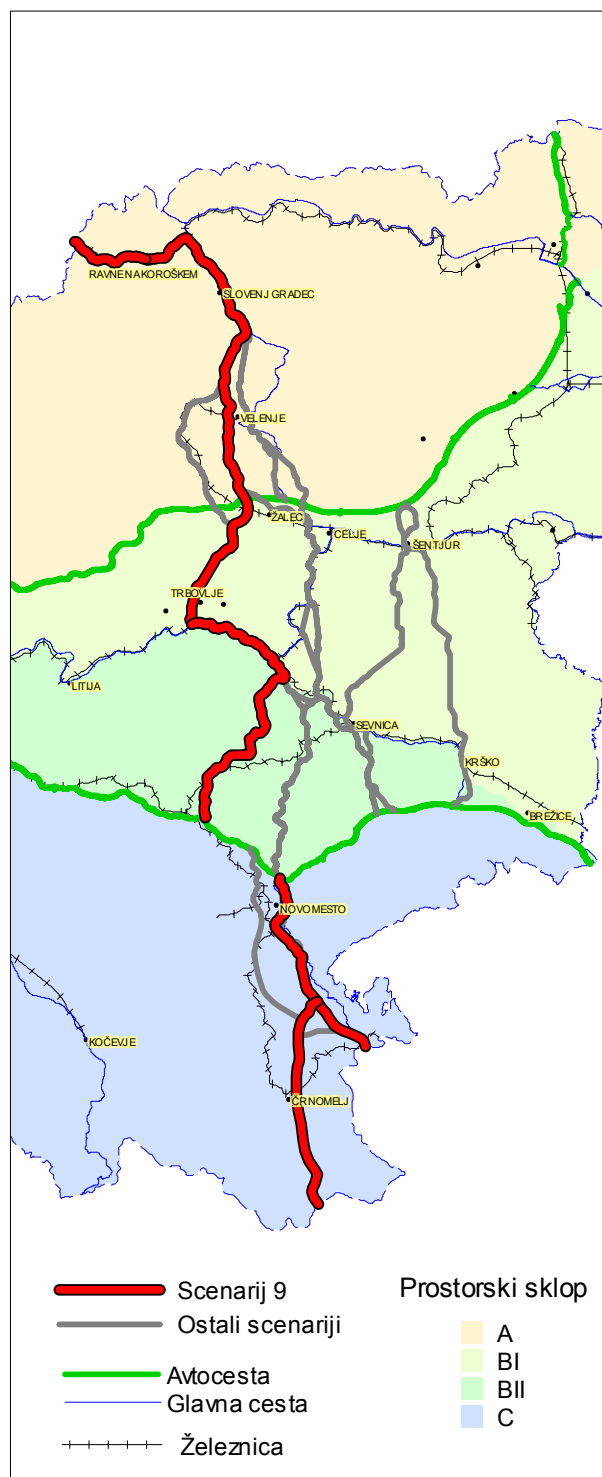 RAVNE NA KOROŠKEM
SLOVENJ GRADEC
VELENJE
ŽALEC
CELJE
ŠENTJUR
TRBOVLJE
LITIJA
SEVNICA
KRŠKO
BREŽICE
NOVO MESTO
KOČEVJE
ČRNOMELJ
Scenarij 9
Ostali scenariji
Avtocesta
Glavna cesta
Železnica
Prostorski sklop
A
BI
BII
C